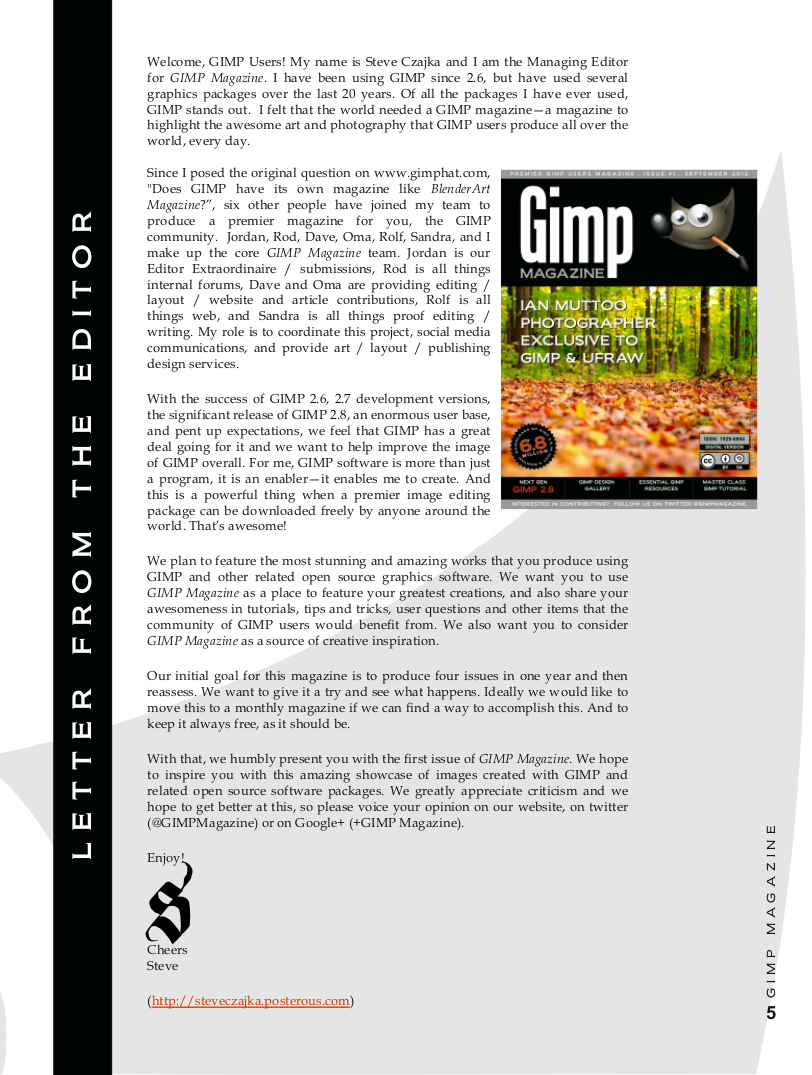 LETTER FROM THE EDITOR
Welcome, GIMP Users! My name is Steve Czajka and I am the Managing Editor
for GIMP Magazine. I have been using GIMP since 2.6, but have used several
graphics packages over the last 20 years. Of all the packages I have ever used,
GIMP stands out. I felt that the world needed a GIMP magazine—a magazine to
highlight the awesome art and photography that GIMP users produce all over the
world, every day.
Since I posed the original question on www.gimphat.com,
"Does GIMP have its own magazine like BlenderArt
Magazine?”, six other people have joined my team to
produce a premier magazine for you, the GIMP
community. Jordan, Rod, Dave, Oma, Rolf, Sandra, and I
make up the core GIMP Magazine team. Jordan is our
Editor Extraordinaire / submissions, Rod is all things
internal forums, Dave and Oma are providing editing /
layout / website and article contributions, Rolf is all
things web, and Sandra is all things proof editing /
writing. My role is to coordinate this project, social media
communications, and provide art / layout / publishing
design services.
With the success of GIMP 2.6, 2.7 development versions,
the significant release of GIMP 2.8, an enormous user base,
and pent up expectations, we feel that GIMP has a great
deal going for it and we want to help improve the image
of GIMP overall. For me, GIMP software is more than just
a program, it is an enabler—it enables me to create. And
this is a powerful thing when a premier image editing
package can be downloaded freely by anyone around the
world. That’s awesome!
PREMIER GIMP USERS MAGAZINE . ISSUE #1 . SEPTEMBER 2012
Gimp
MAGAZINE
IAN MUTTOO
PHOTOGRAPHER
EXCLUSIVE TO
GIMP & UFRAW
6.8
MILLION
ISSN: 1929-6894
DIGITAL VERSION
CC BY SA
NEXT GEN
GIMP 2.8
GIMP DESIGN
GALLERY
ESSENTIAL GIMP
RESOURCES
MASTER CLASS
GIMP TUTORIAL
INTERESTED IN CONTRIBUTING? FOLLOW US ON TWITTER @GIMPMAGAZINE
We plan to feature the most stunning and amazing works that you produce using
GIMP and other related open source graphics software. We want you to use
GIMP Magazine as a place to feature your greatest creations, and also share your
awesomeness in tutorials, tips and tricks, user questions and other items that the
community of GIMP users would benefit from. We also want you to consider
GIMP Magazine as a source of creative inspiration.
Our initial goal for this magazine is to produce four issues in one year and then
reassess. We want to give it a try and see what happens. Ideally we would like to
move this to a monthly magazine if we can find a way to accomplish this. And to
keep it always free, as it should be.
With that, we humbly present you with the first issue of GIMP Magazine. We hope
to inspire you with this amazing showcase of images created with GIMP and
related open source software packages. We greatly appreciate criticism and we
hope to get better at this, so please voice your opinion on our website, on twitter
(@GIMPMagazine) or on Google+ (+GIMP Magazine).
Enjoy!
S
Cheers
Steve
(http://steveczajka.posterous.com)
GIMP MAGAZINE
5